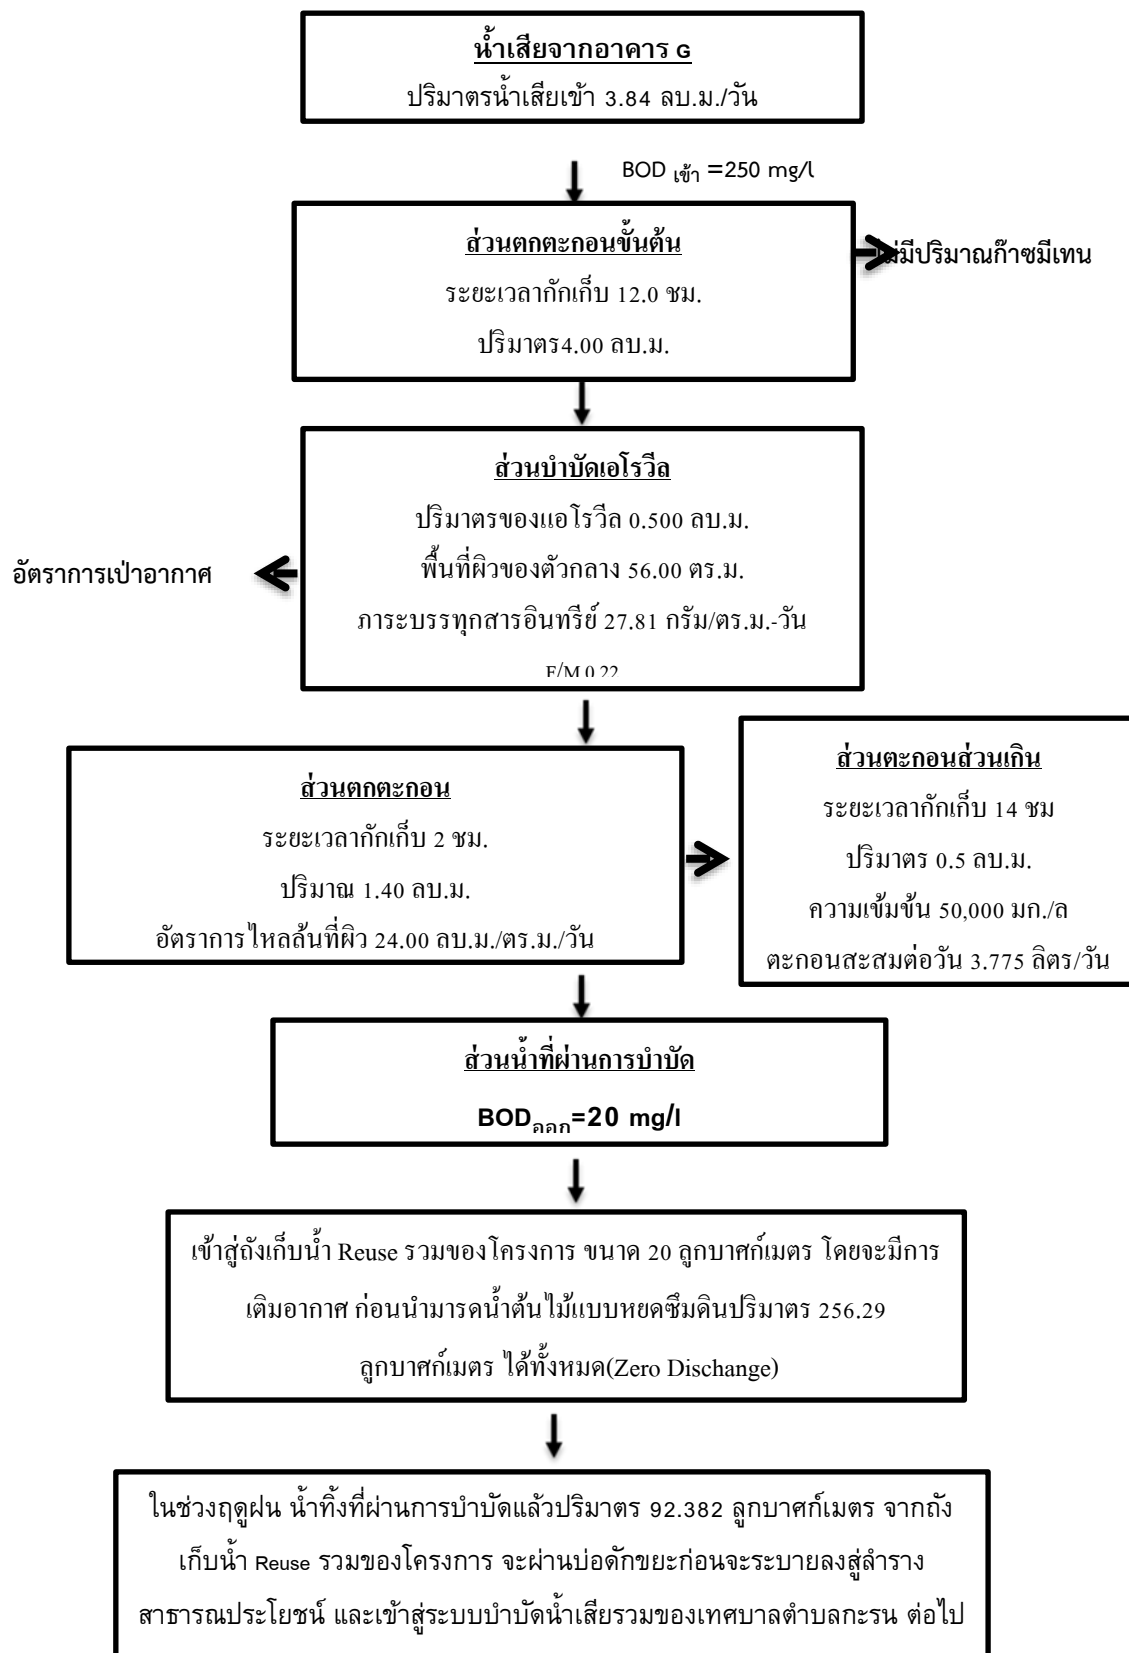 น้ำเสียจากอาคาร G
ปริมาตรน้ำเสียเข้า 3.84 ลบ.ม./วัน
BOD เข้า =250 mg/l
ส่วนตกตะกอนขั้นต้น
ระยะเวลากักเก็บ 12.0 ชม.
ปริมาตร4.00 ลบ.ม.
ไม่มีปริมาณก๊าซมีเทน
ส่วนบำบัดเอโรวีล
ปริมาตรของแอโรวีล 0.500 ลบ.ม.
พื้นที่ผิวของตัวกลาง 56.00 ตร.ม.
ภาระบรรทุกสารอินทรีย์ 27.81 กรัม/ตร.ม.-วัน
F/M 0.22
อัตราการเป่าอากาศ
ส่วนตกตะกอน
ระยะเวลากักเก็บ 2 ชม.
ปริมาณ 1.40 ลบ.ม.
อัตราการไหลล้นที่ผิว 24.00 ลบ.ม./ตร.ม./วัน
ส่วนตะกอนส่วนเกิน
ระยะเวลากักเก็บ 14 ชม
ปริมาตร 0.5 ลบ.ม.
ความเข้มข้น 50,000 มก./ล
ตะกอนสะสมต่อวัน 3.775 ลิตร/วัน
ส่วนน้ำที่ผ่านการบำบัด
BODออก=20 mg/l
เข้าสู่ถังเก็บน้ำ Reuse รวมของโครงการ ขนาด 20 ลูกบาศก์เมตร โดยจะมีการ
เติมอากาศ ก่อนนำมารดน้ำต้นไม้แบบหยดซึมดินปริมาตร 256.29
ลูกบาศก์เมตร ได้ทั้งหมด(Zero Dischange)
ในช่วงฤดูฝน น้ำทิ้งที่ผ่านการบำบัดแล้วปริมาตร 92.382 ลูกบาศก์เมตร จากถัง
เก็บน้ำ Reuse รวมของโครงการ จะผ่านบ่อดักขยะก่อนจะระบายลงสู่ลำราง
สาธารณประโยชน์ และเข้าสู่ระบบบำบัดน้ำเสียรวมของเทศบาลตำบลกะรน ต่อไป